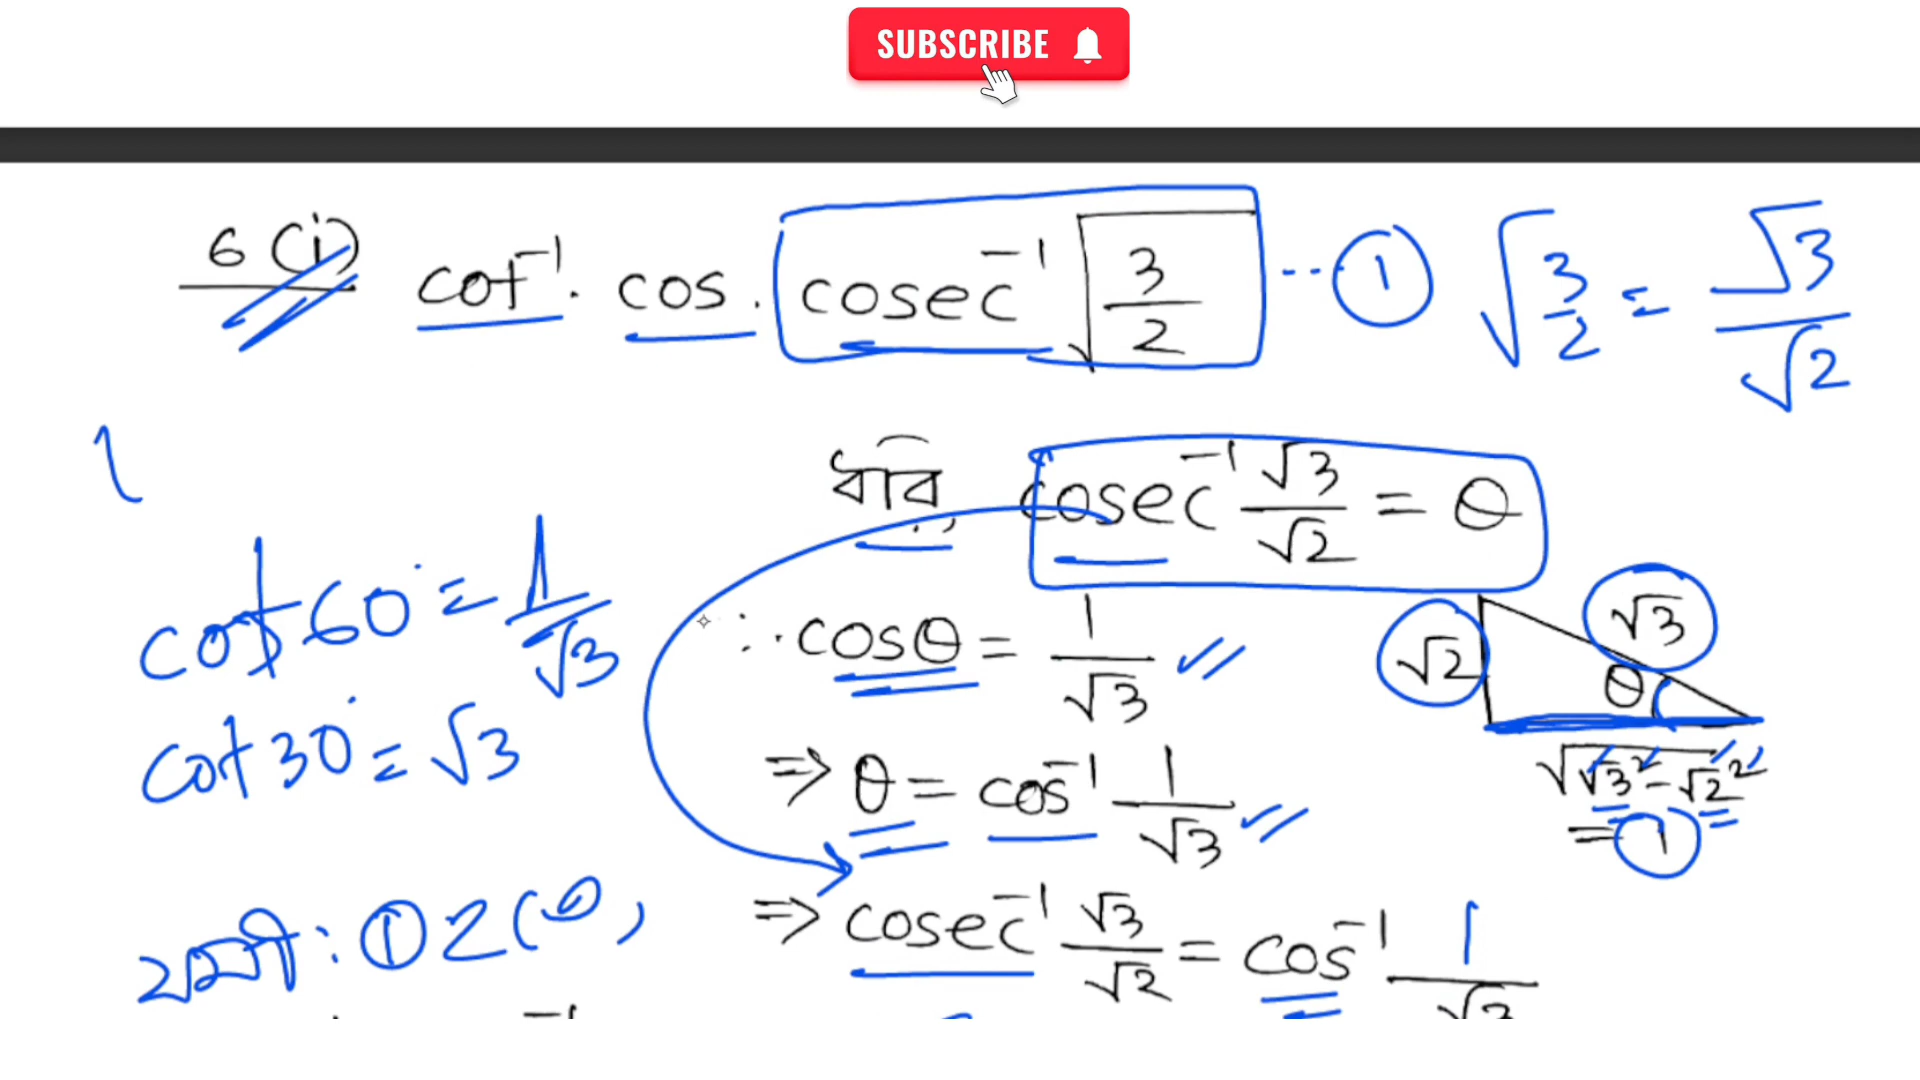 SUBSCRIBE
6 (i) cot⁻¹ . cos . cosec⁻¹ √(3/2) --- ① √(3/2) = √3/√2
ধরি, cosec⁻¹ √3/√2 = θ
cot 60° = 1/√3
∴ cosθ = 1/√3
√2 √3 θ
cot 30° = √3
⇒ θ = cos⁻¹ 1/√3
√(√3² - √2²)
= 1
⇒ cosec⁻¹ √3/√2 = cos⁻¹ 1/√3
: ①